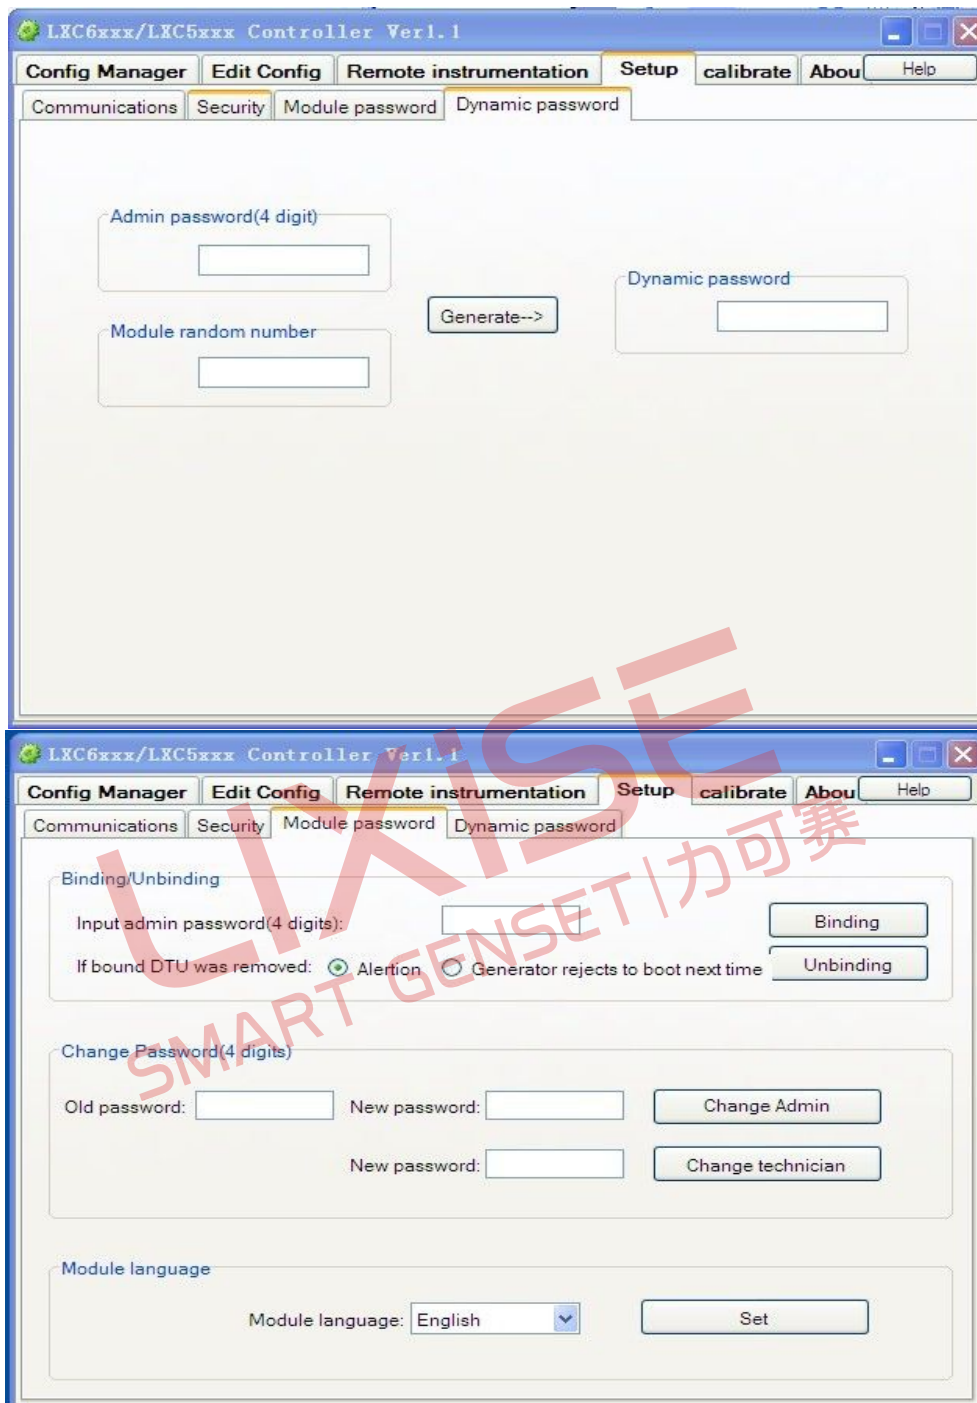 LXC6xxx/LXC5xxx Controller Ver1.1
Config Manager Edit Config Remote instrumentation Setup calibrate Abou Help
Communications Security Module password Dynamic password
Admin password(4 digit)
Dynamic password
Generate-->
Module random number
LXC6xxx/LXC5xxx Controller Ver1.1
Config Manager Edit Config Remote instrumentation Setup calibrate Abou Help
Communications Security Module password Dynamic password
Binding/Unbinding
Input admin password(4 digits): Binding
If bound DTU was removed: Alertion Generator rejects to boot next time Unbinding
Change Password(4 digits)
Old password: New password: Change Admin
New password: Change technician
Module language
Module language: English Set
LIXiSE
SMART GENSET|力可赛